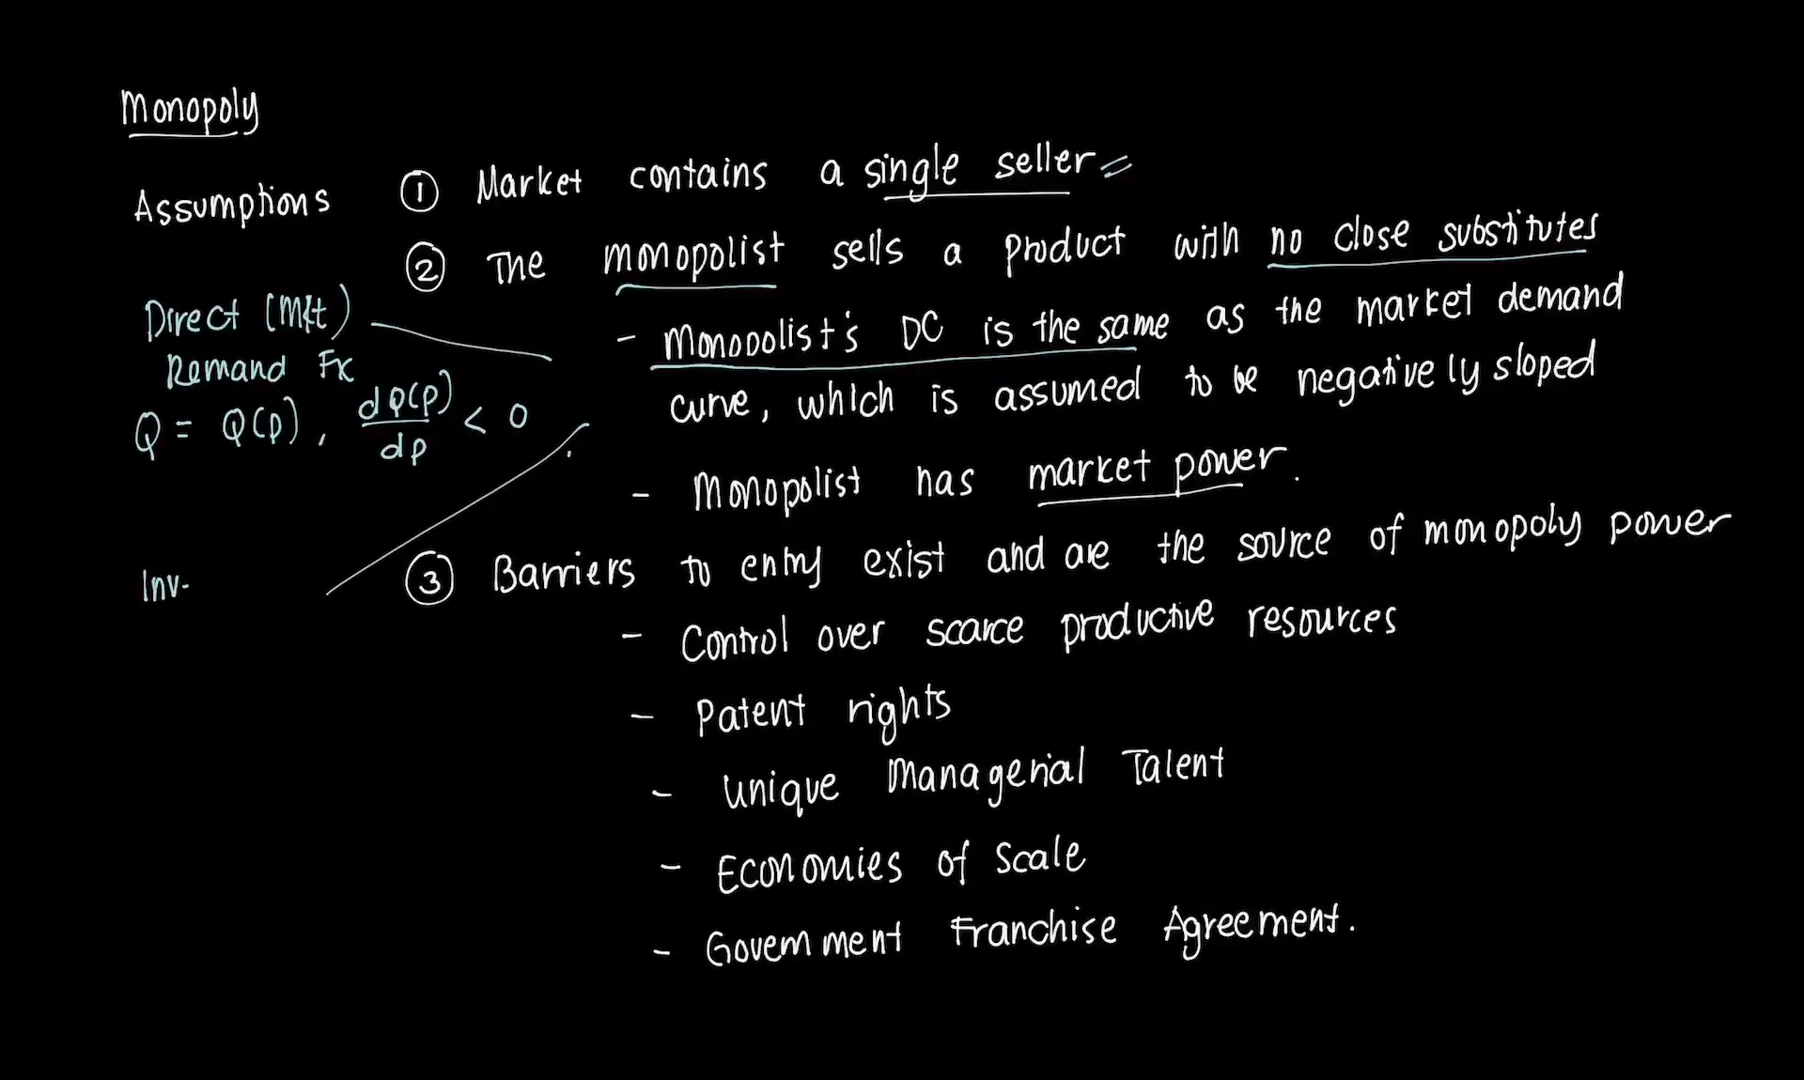 Monopoly
Assumptions ① Market contains a single seller
② The monopolist sells a product with no close substitutes
- Monopolist's DC is the same as the market demand
curve, which is assumed to be negatively sloped
- Monopolist has market power.
③ Barriers to entry exist and are the source of monopoly power
- Control over scarce productive resources
- Patent rights
- Unique Managerial Talent
- Economies of Scale
- Government Franchise Agreement.
Direct (Mkt)
Demand Fx
Q = Q(p), dQ(p)/dp < 0
Inv-